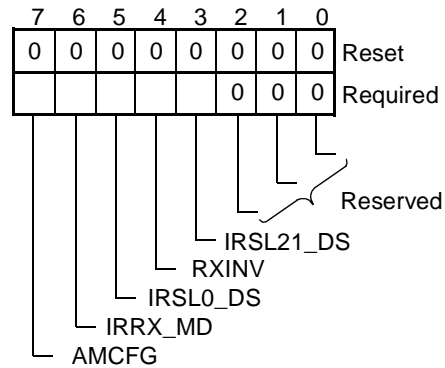 7 6 5 4 3 2 1 0
0 0 0 0 0 0 0 0 Reset
0 0 0 Required
Reserved
IRSL21_DS
RXINV
IRSL0_DS
IRRX_MD
AMCFG